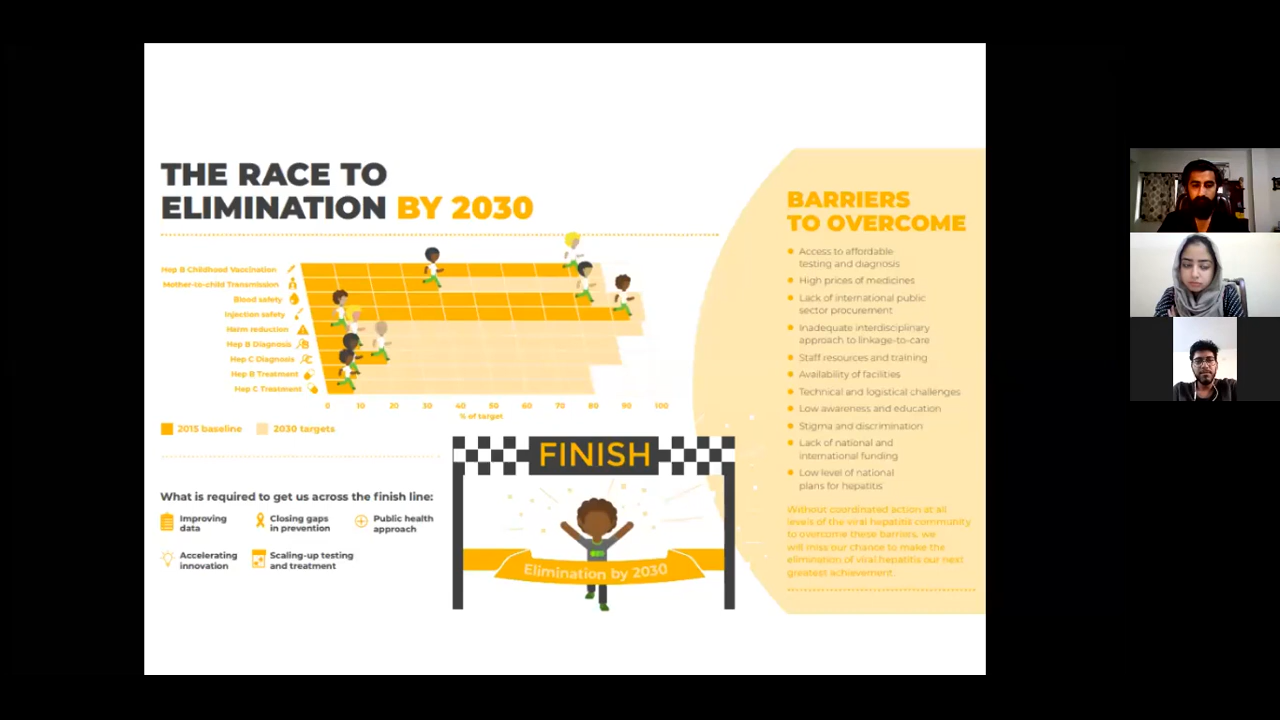 THE RACE TO
ELIMINATION BY 2030
Hep B Childhood Vaccination
Mother-to-child Transmission
Blood safety
Injection safety
Harm reduction
Hep B Diagnosis
Hep C Diagnosis
Hep B Treatment
Hep C Treatment
0 10 20 30 40 50 60 70 80 90 100
% of target
2015 baseline 2030 targets
What is required to get us across the finish line:
Improving
data
Closing gaps
in prevention
Public health
approach
Accelerating
innovation
Scaling-up testing
and treatment
FINISH
Elimination by 2030
BARRIERS
TO OVERCOME
Access to affordable
testing and diagnosis
High prices of medicines
Lack of international public
sector procurement
Inadequate interdisciplinary
approach to linkage-to-care
Staff resources and training
Availability of facilities
Technical and logistical challenges
Low awareness and education
Stigma and discrimination
Lack of national and
international funding
Low level of national
plans for hepatitis
Without coordinated action at all
levels of the viral hepatitis community
to overcome these barriers, we
will miss our chance to make the
elimination of viral hepatitis our next
greatest achievement.